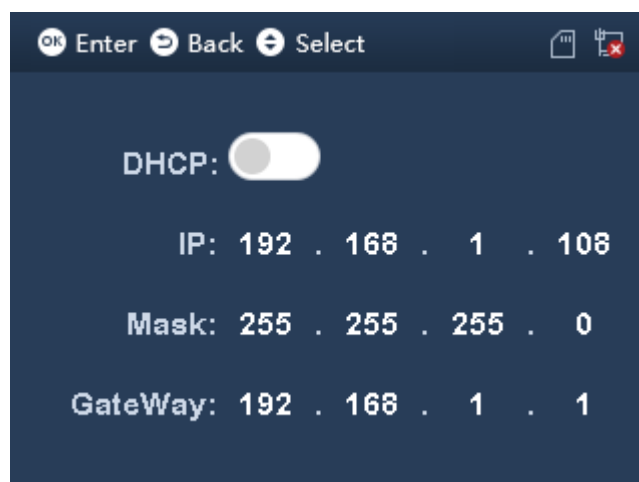 OK Enter Back Select
DHCP:
IP: 192 . 168 . 1 . 108
Mask: 255 . 255 . 255 . 0
GateWay: 192 . 168 . 1 . 1